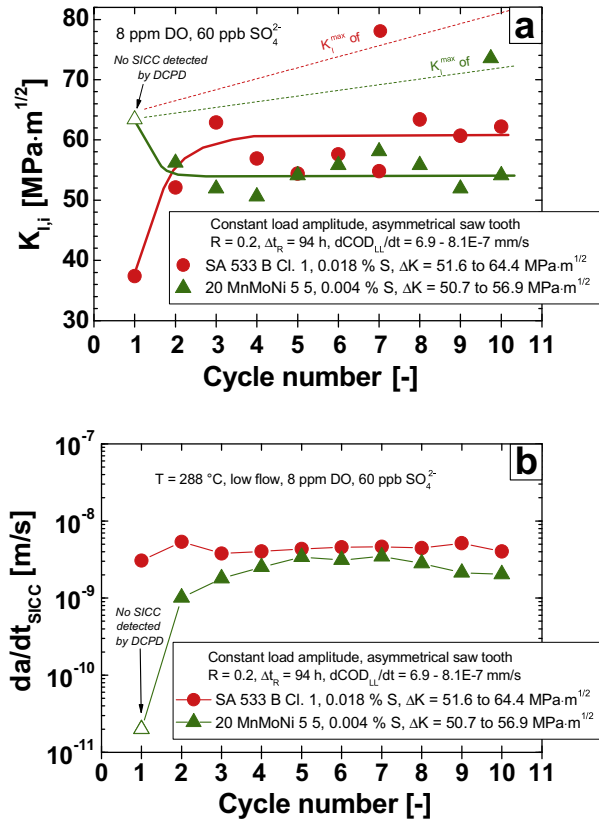 80
70
60
50
40
30
K_{I,i} [MPa·m^{1/2}]
8 ppm DO, 60 ppb SO_4^{2-}
a
No SICC detected
by DCPD
K_I^{max} of
K_I^{max} of
Constant load amplitude, asymmetrical saw tooth
R = 0.2, Δt_R = 94 h, dCOD_{LL}/dt = 6.9 - 8.1E-7 mm/s
SA 533 B Cl. 1, 0.018 % S, ΔK = 51.6 to 64.4 MPa·m^{1/2}
20 MnMoNi 5 5, 0.004 % S, ΔK = 50.7 to 56.9 MPa·m^{1/2}
0 1 2 3 4 5 6 7 8 9 10 11
Cycle number [-]
b
10^{-7}
10^{-8}
10^{-9}
10^{-10}
10^{-11}
da/dt_{SICC} [m/s]
T = 288 °C, low flow, 8 ppm DO, 60 ppb SO_4^{2-}
No SICC
detected
by DCPD
Constant load amplitude, asymmetrical saw tooth
R = 0.2, Δt_R = 94 h, dCOD_{LL}/dt = 6.9 - 8.1E-7 mm/s
SA 533 B Cl. 1, 0.018 % S, ΔK = 51.6 to 64.4 MPa·m^{1/2}
20 MnMoNi 5 5, 0.004 % S, ΔK = 50.7 to 56.9 MPa·m^{1/2}
0 1 2 3 4 5 6 7 8 9 10 11
Cycle number [-]